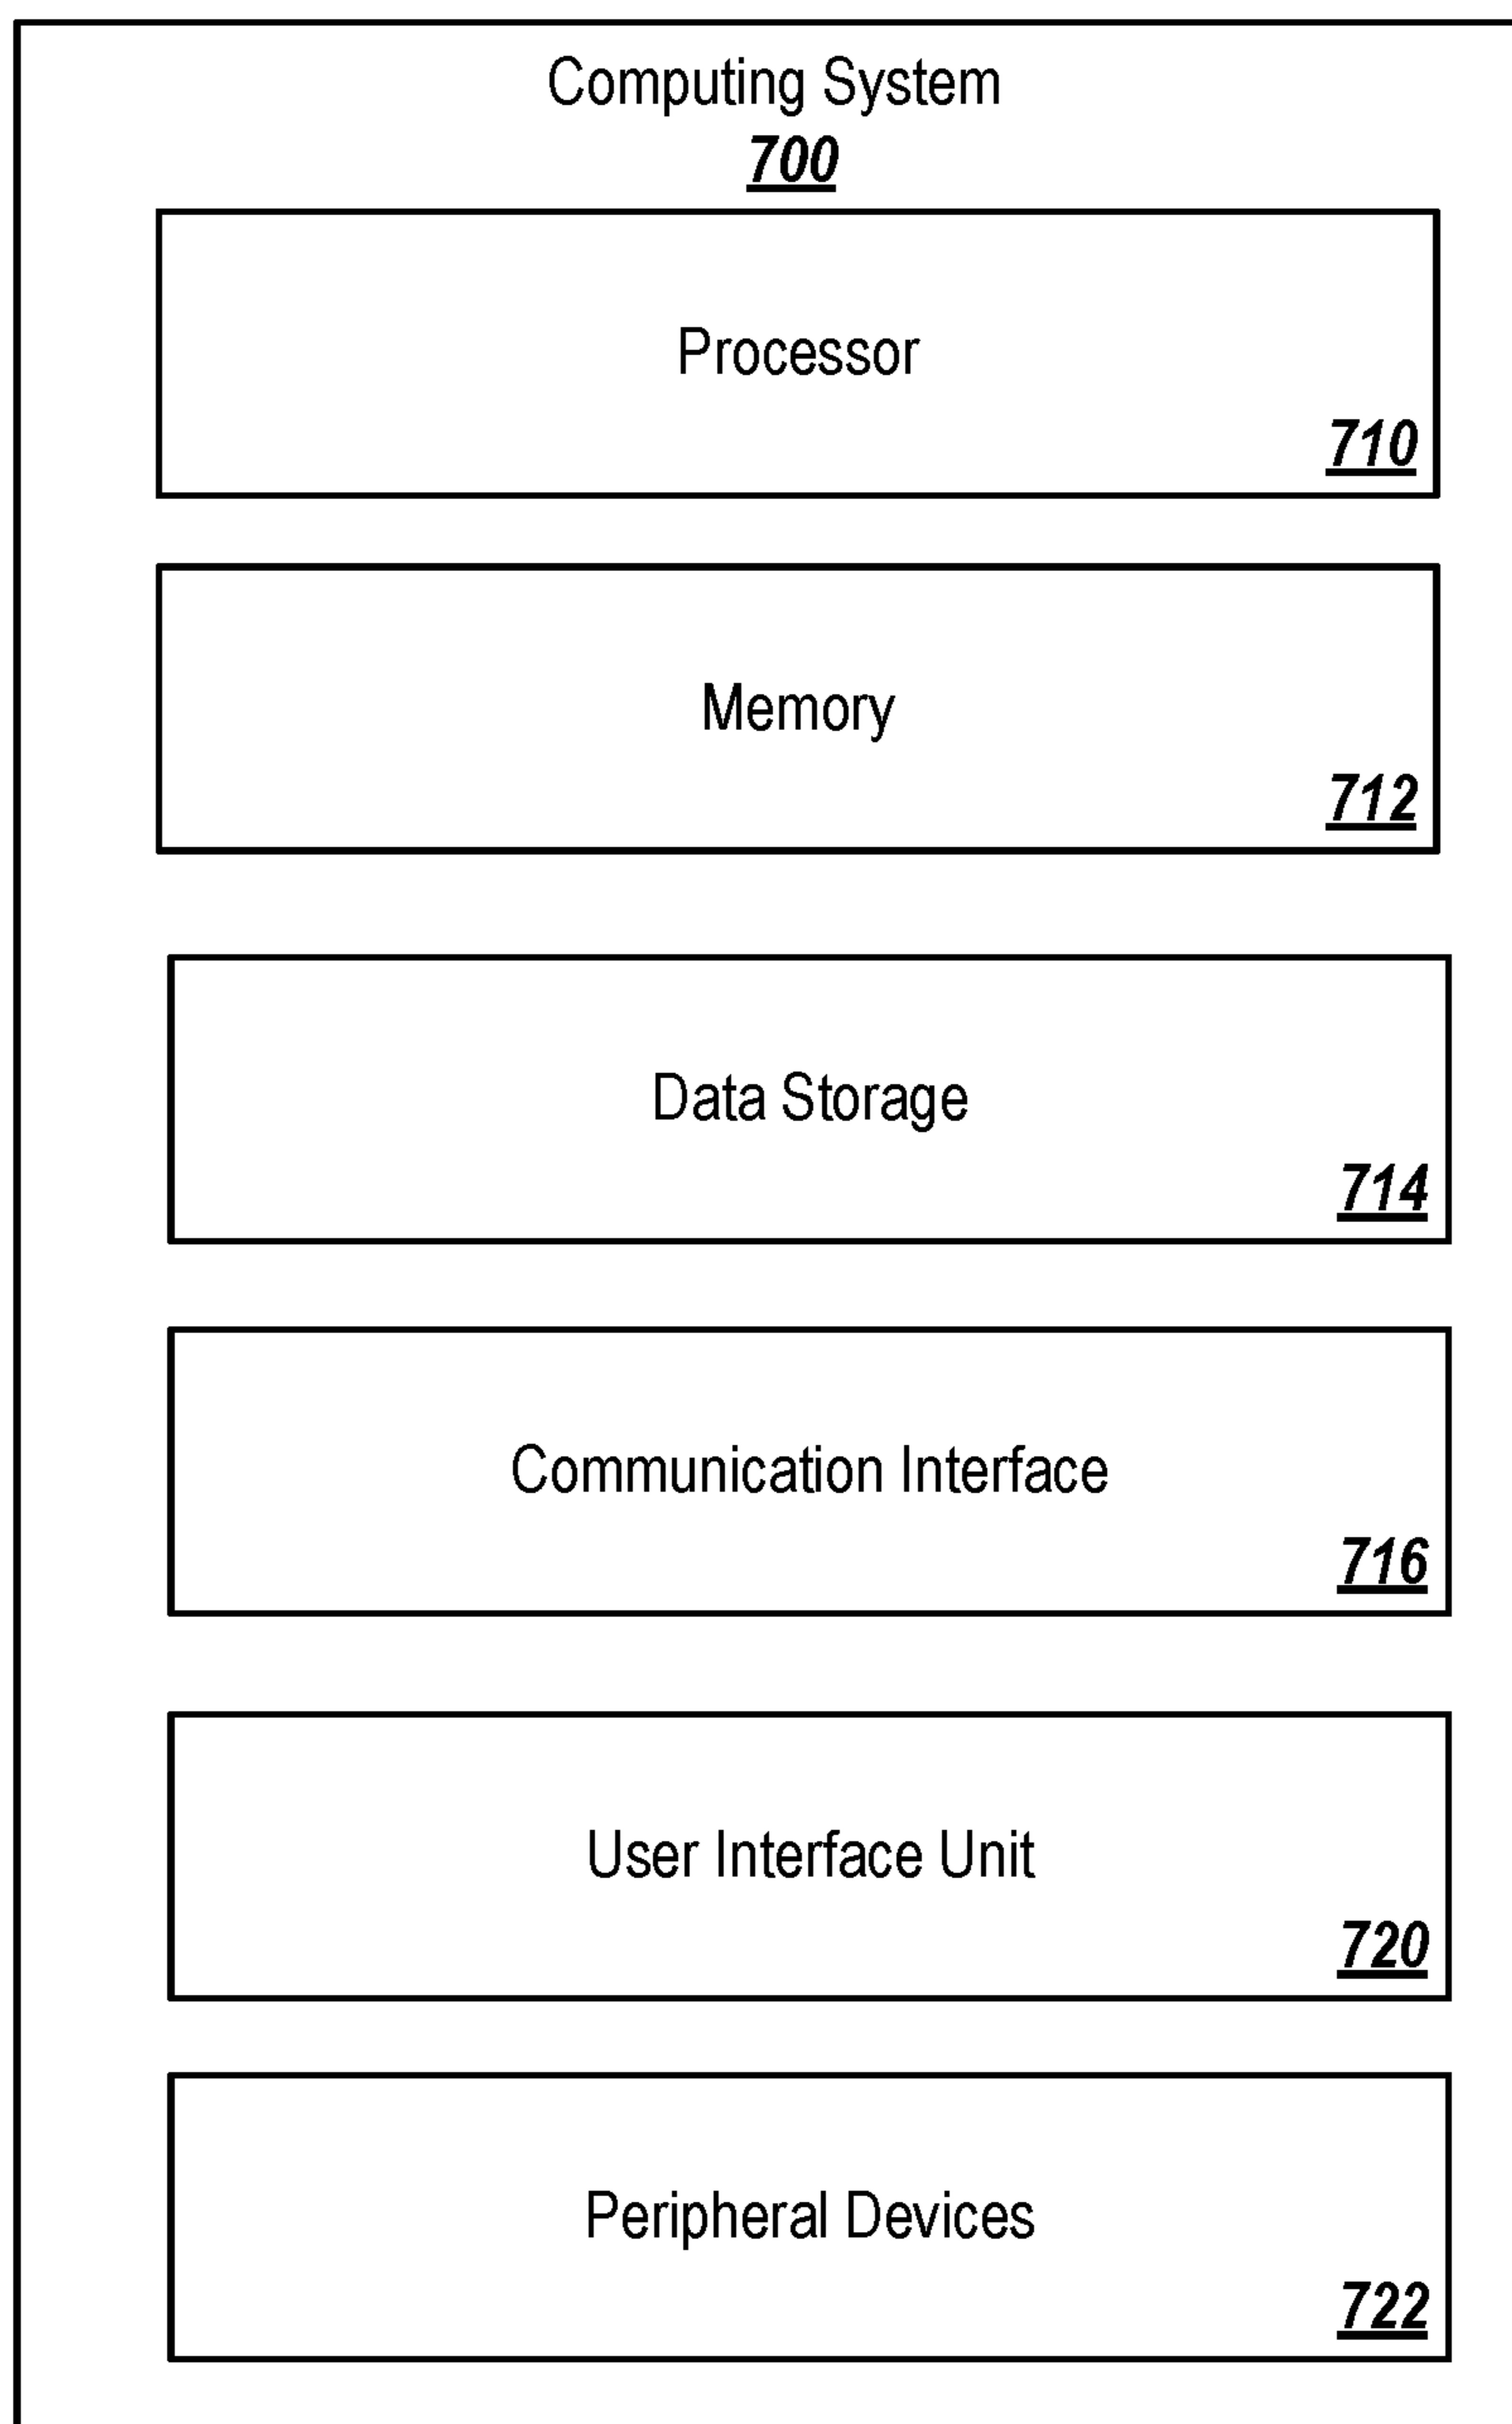 Computing System
700
Processor
710
Memory
712
Data Storage
714
Communication Interface
716
User Interface Unit
720
Peripheral Devices
722